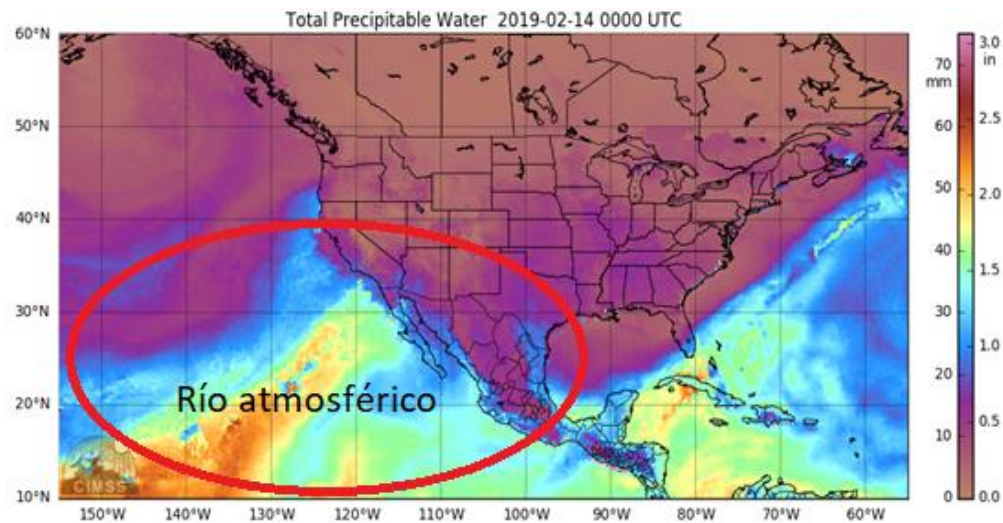 Total Precipitable Water 2019-02-14 0000 UTC
60°N
50°N
40°N
30°N
20°N
10°N
Río atmosférico
CIMSS
150°W 140°W 130°W 120°W 110°W 100°W 90°W 80°W 70°W 60°W
70
mm
60
50
40
30
20
10
0
3.0
in
2.5
2.0
1.5
1.0
0.5
0.0